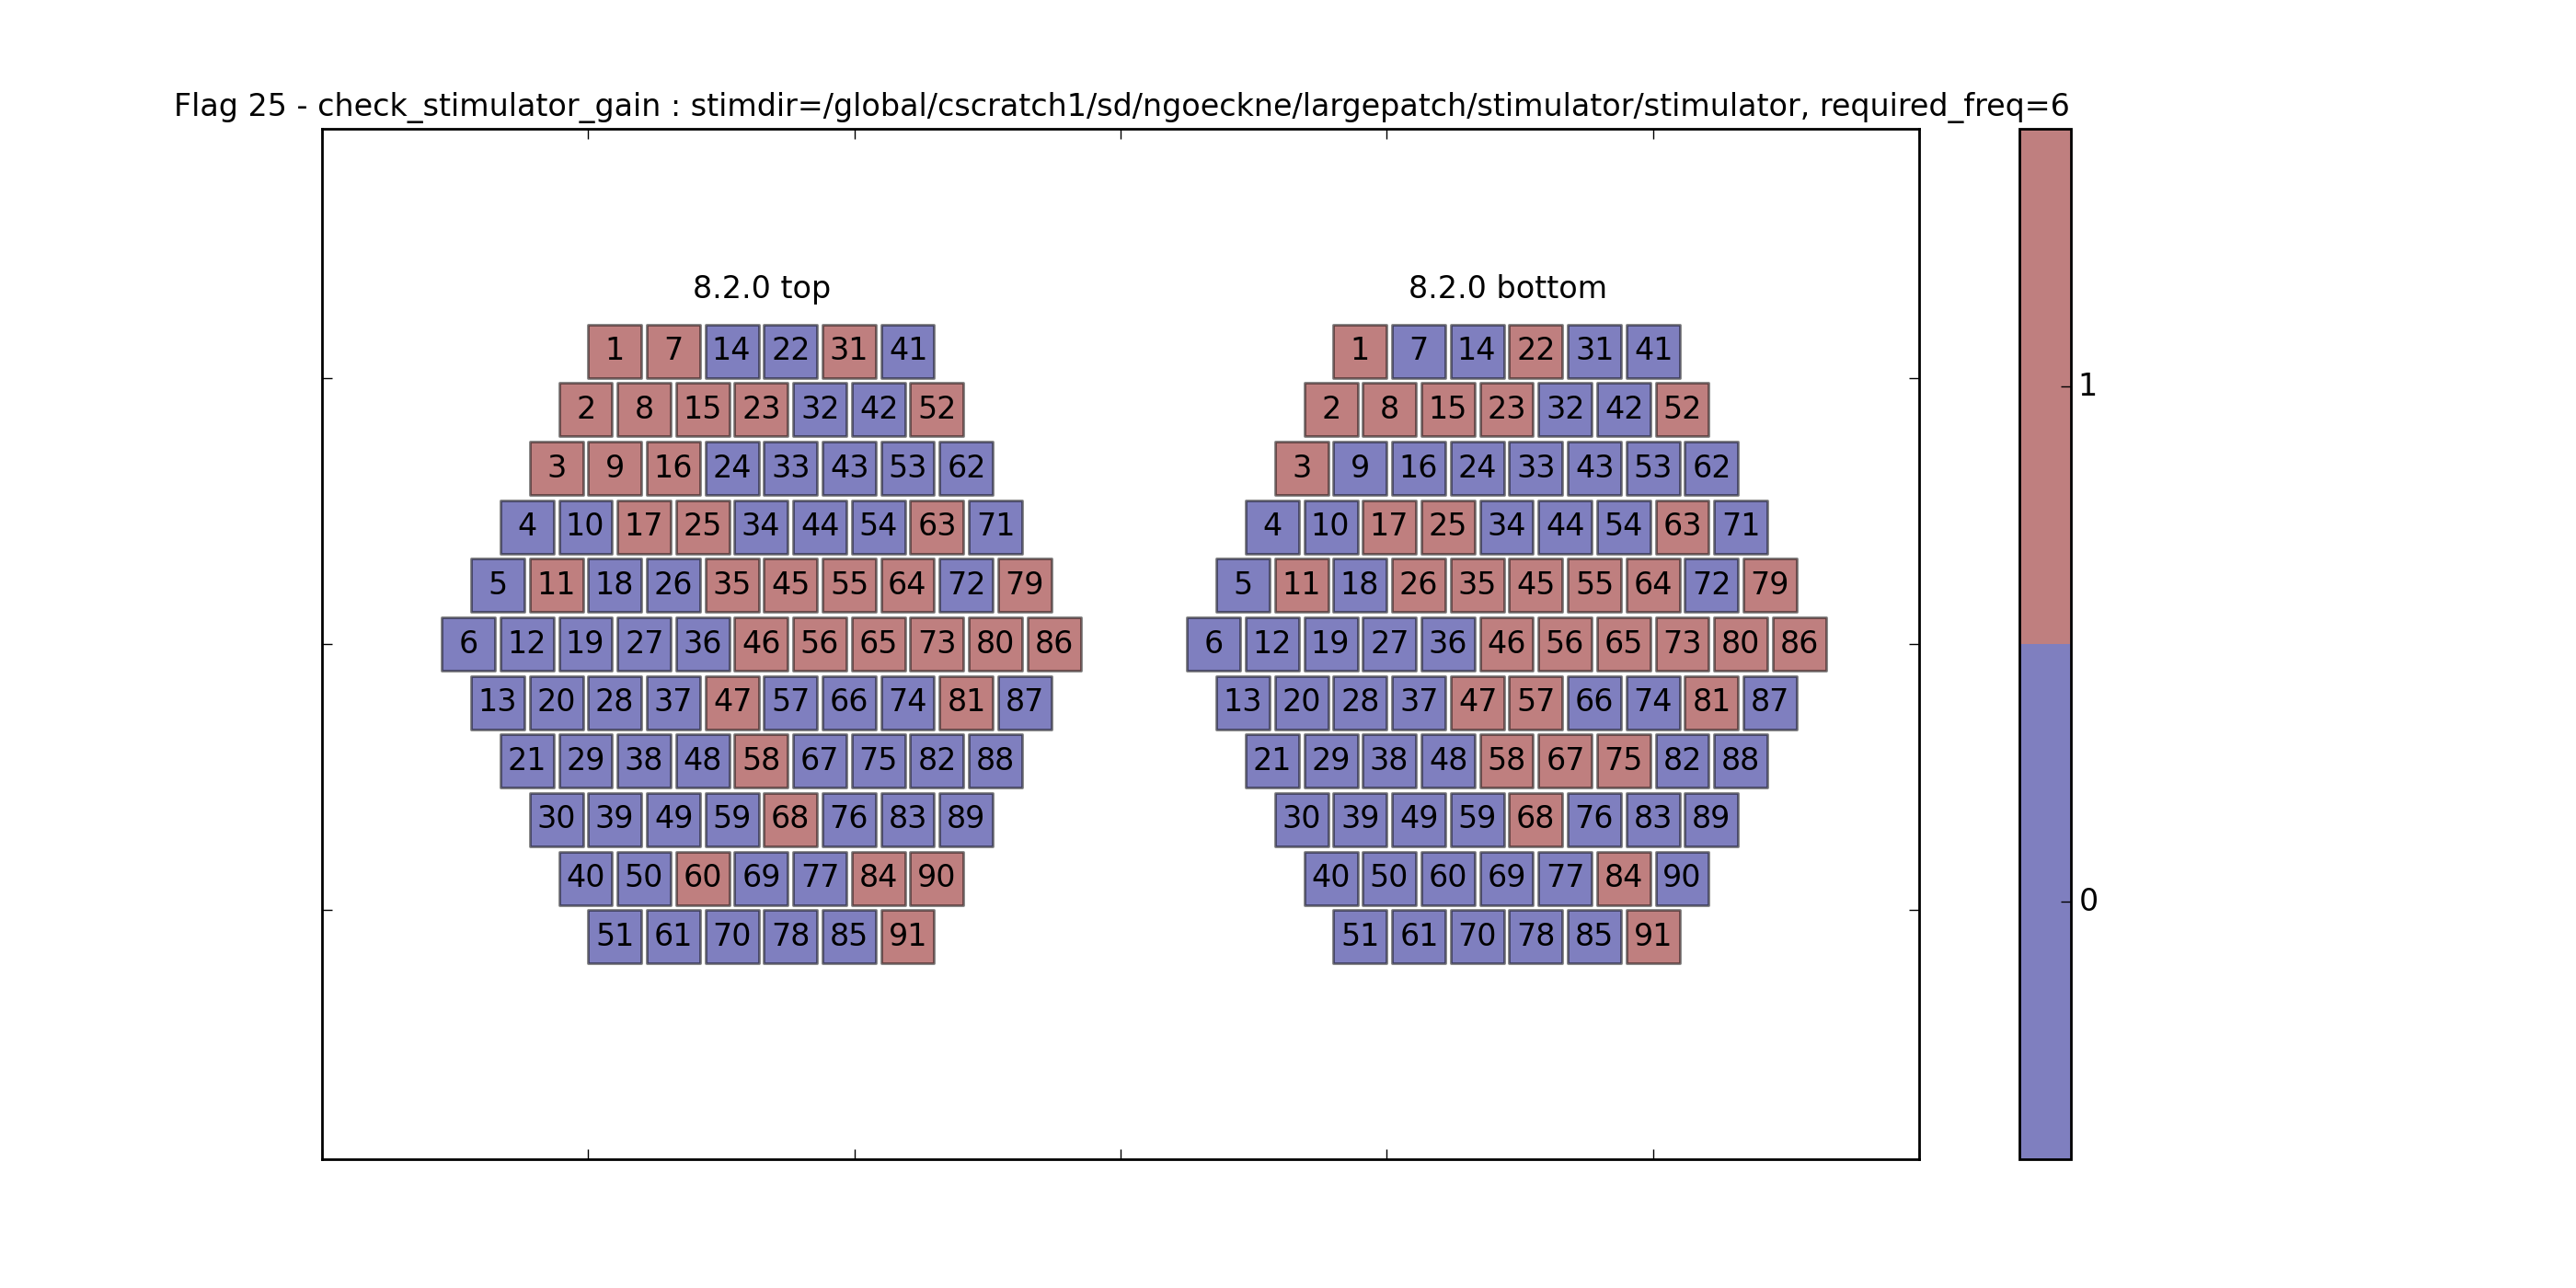 Flag 25 - check_stimulator_gain : stimdir=/global/cscratch1/sd/ngoeckne/largepatch/stimulator/stimulator, required_freq=6
8.2.0 top
1 7 14 22 31 41
2 8 15 23 32 42 52
3 9 16 24 33 43 53 62
4 10 17 25 34 44 54 63 71
5 11 18 26 35 45 55 64 72 79
6 12 19 27 36 46 56 65 73 80 86
13 20 28 37 47 57 66 74 81 87
21 29 38 48 58 67 75 82 88
30 39 49 59 68 76 83 89
40 50 60 69 77 84 90
51 61 70 78 85 91
8.2.0 bottom
1 7 14 22 31 41
2 8 15 23 32 42 52
3 9 16 24 33 43 53 62
4 10 17 25 34 44 54 63 71
5 11 18 26 35 45 55 64 72 79
6 12 19 27 36 46 56 65 73 80 86
13 20 28 37 47 57 66 74 81 87
21 29 38 48 58 67 75 82 88
30 39 49 59 68 76 83 89
40 50 60 69 77 84 90
51 61 70 78 85 91
1
0